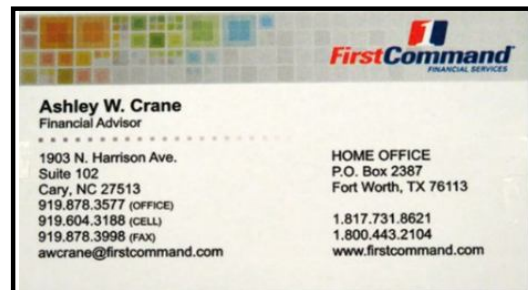 1
FirstCommand
FINANCIAL SERVICES
Ashley W. Crane
Financial Advisor
1903 N. Harrison Ave.
Suite 102
Cary, NC 27513
919.878.3577 (OFFICE)
919.604.3188 (CELL)
919.878.3998 (FAX)
awcrane@firstcommand.com
HOME OFFICE
P.O. Box 2387
Fort Worth, TX 76113
1.817.731.8621
1.800.443.2104
www.firstcommand.com